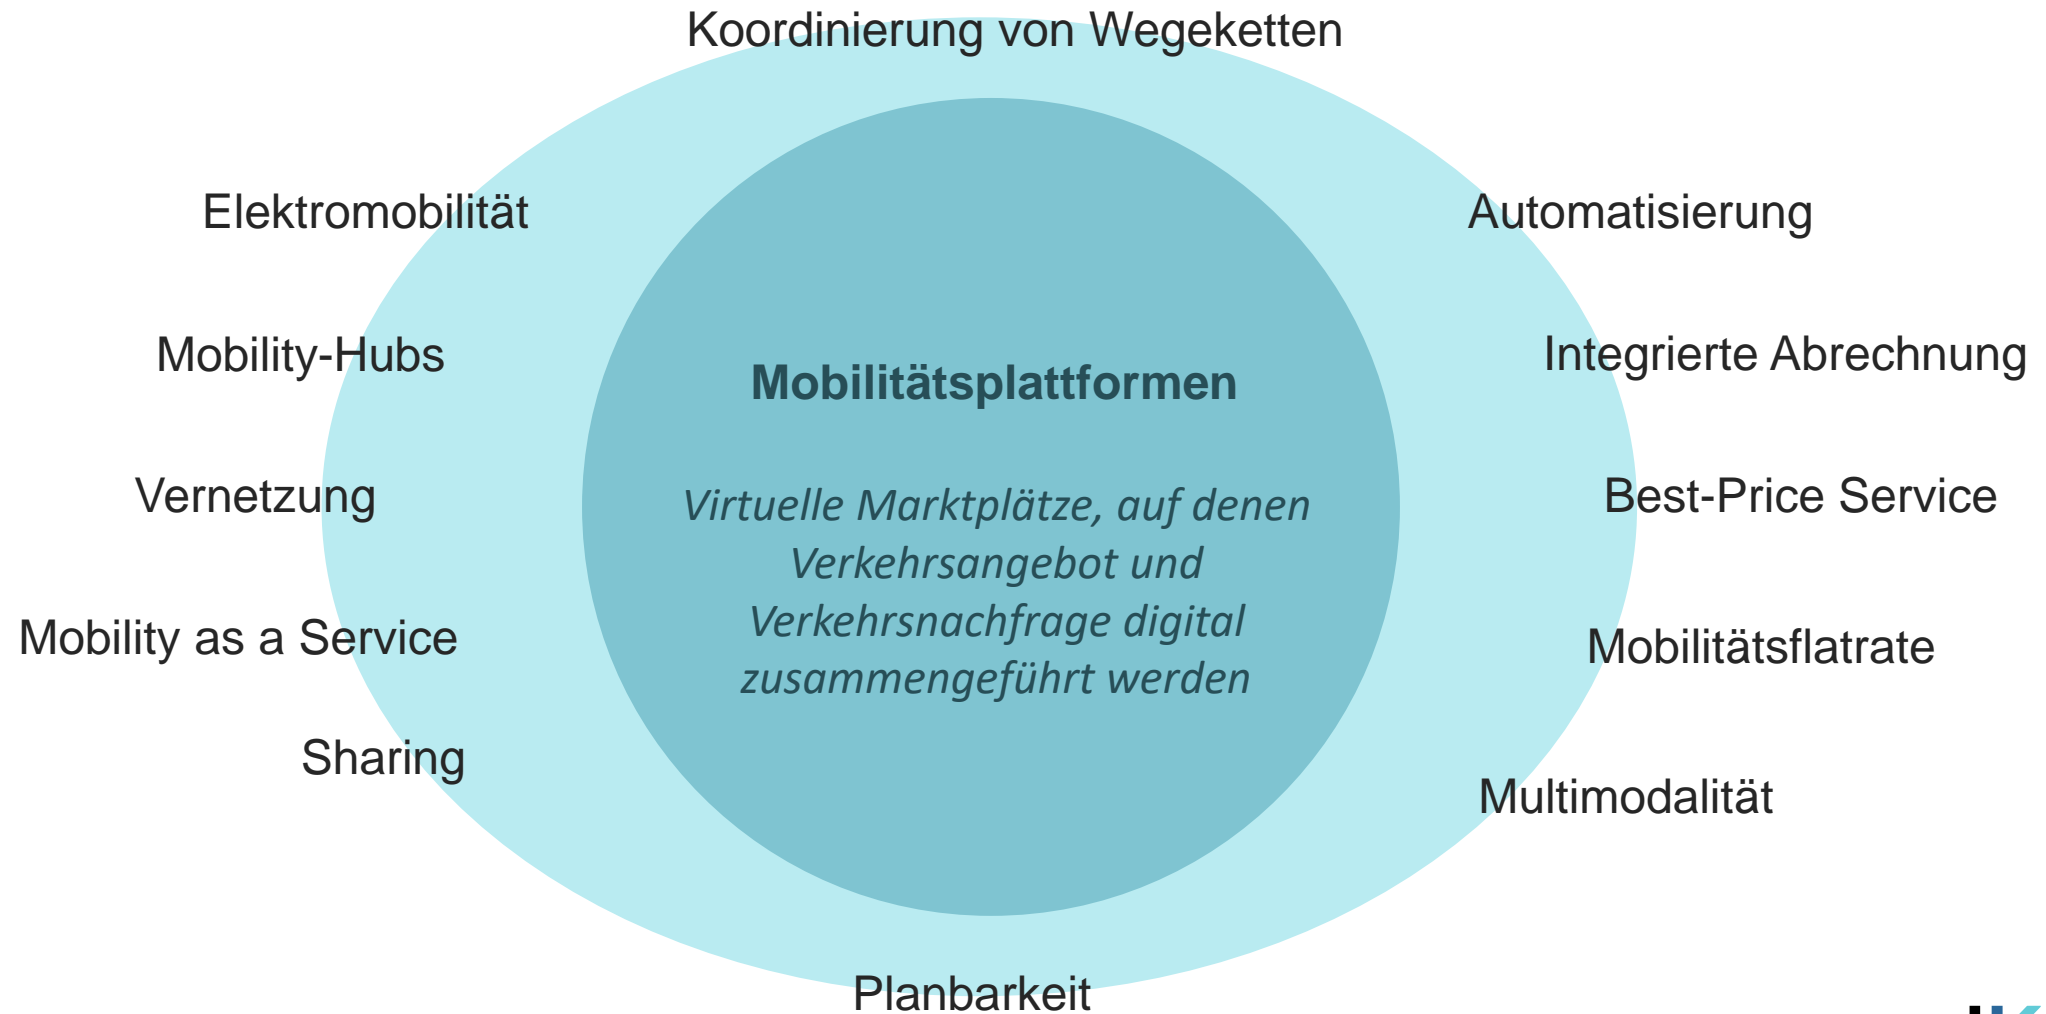 Koordinierung von Wegeketten
Elektromobilität
Automatisierung
Mobility-Hubs
Integrierte Abrechnung
Mobilitätsplattformen
Vernetzung
Best-Price Service
Virtuelle Marktplätze, auf denen
Verkehrsangebot und
Verkehrsnachfrage digital
zusammengeführt werden
Mobility as a Service
Mobilitätsflatrate
Sharing
Multimodalität
Planbarkeit